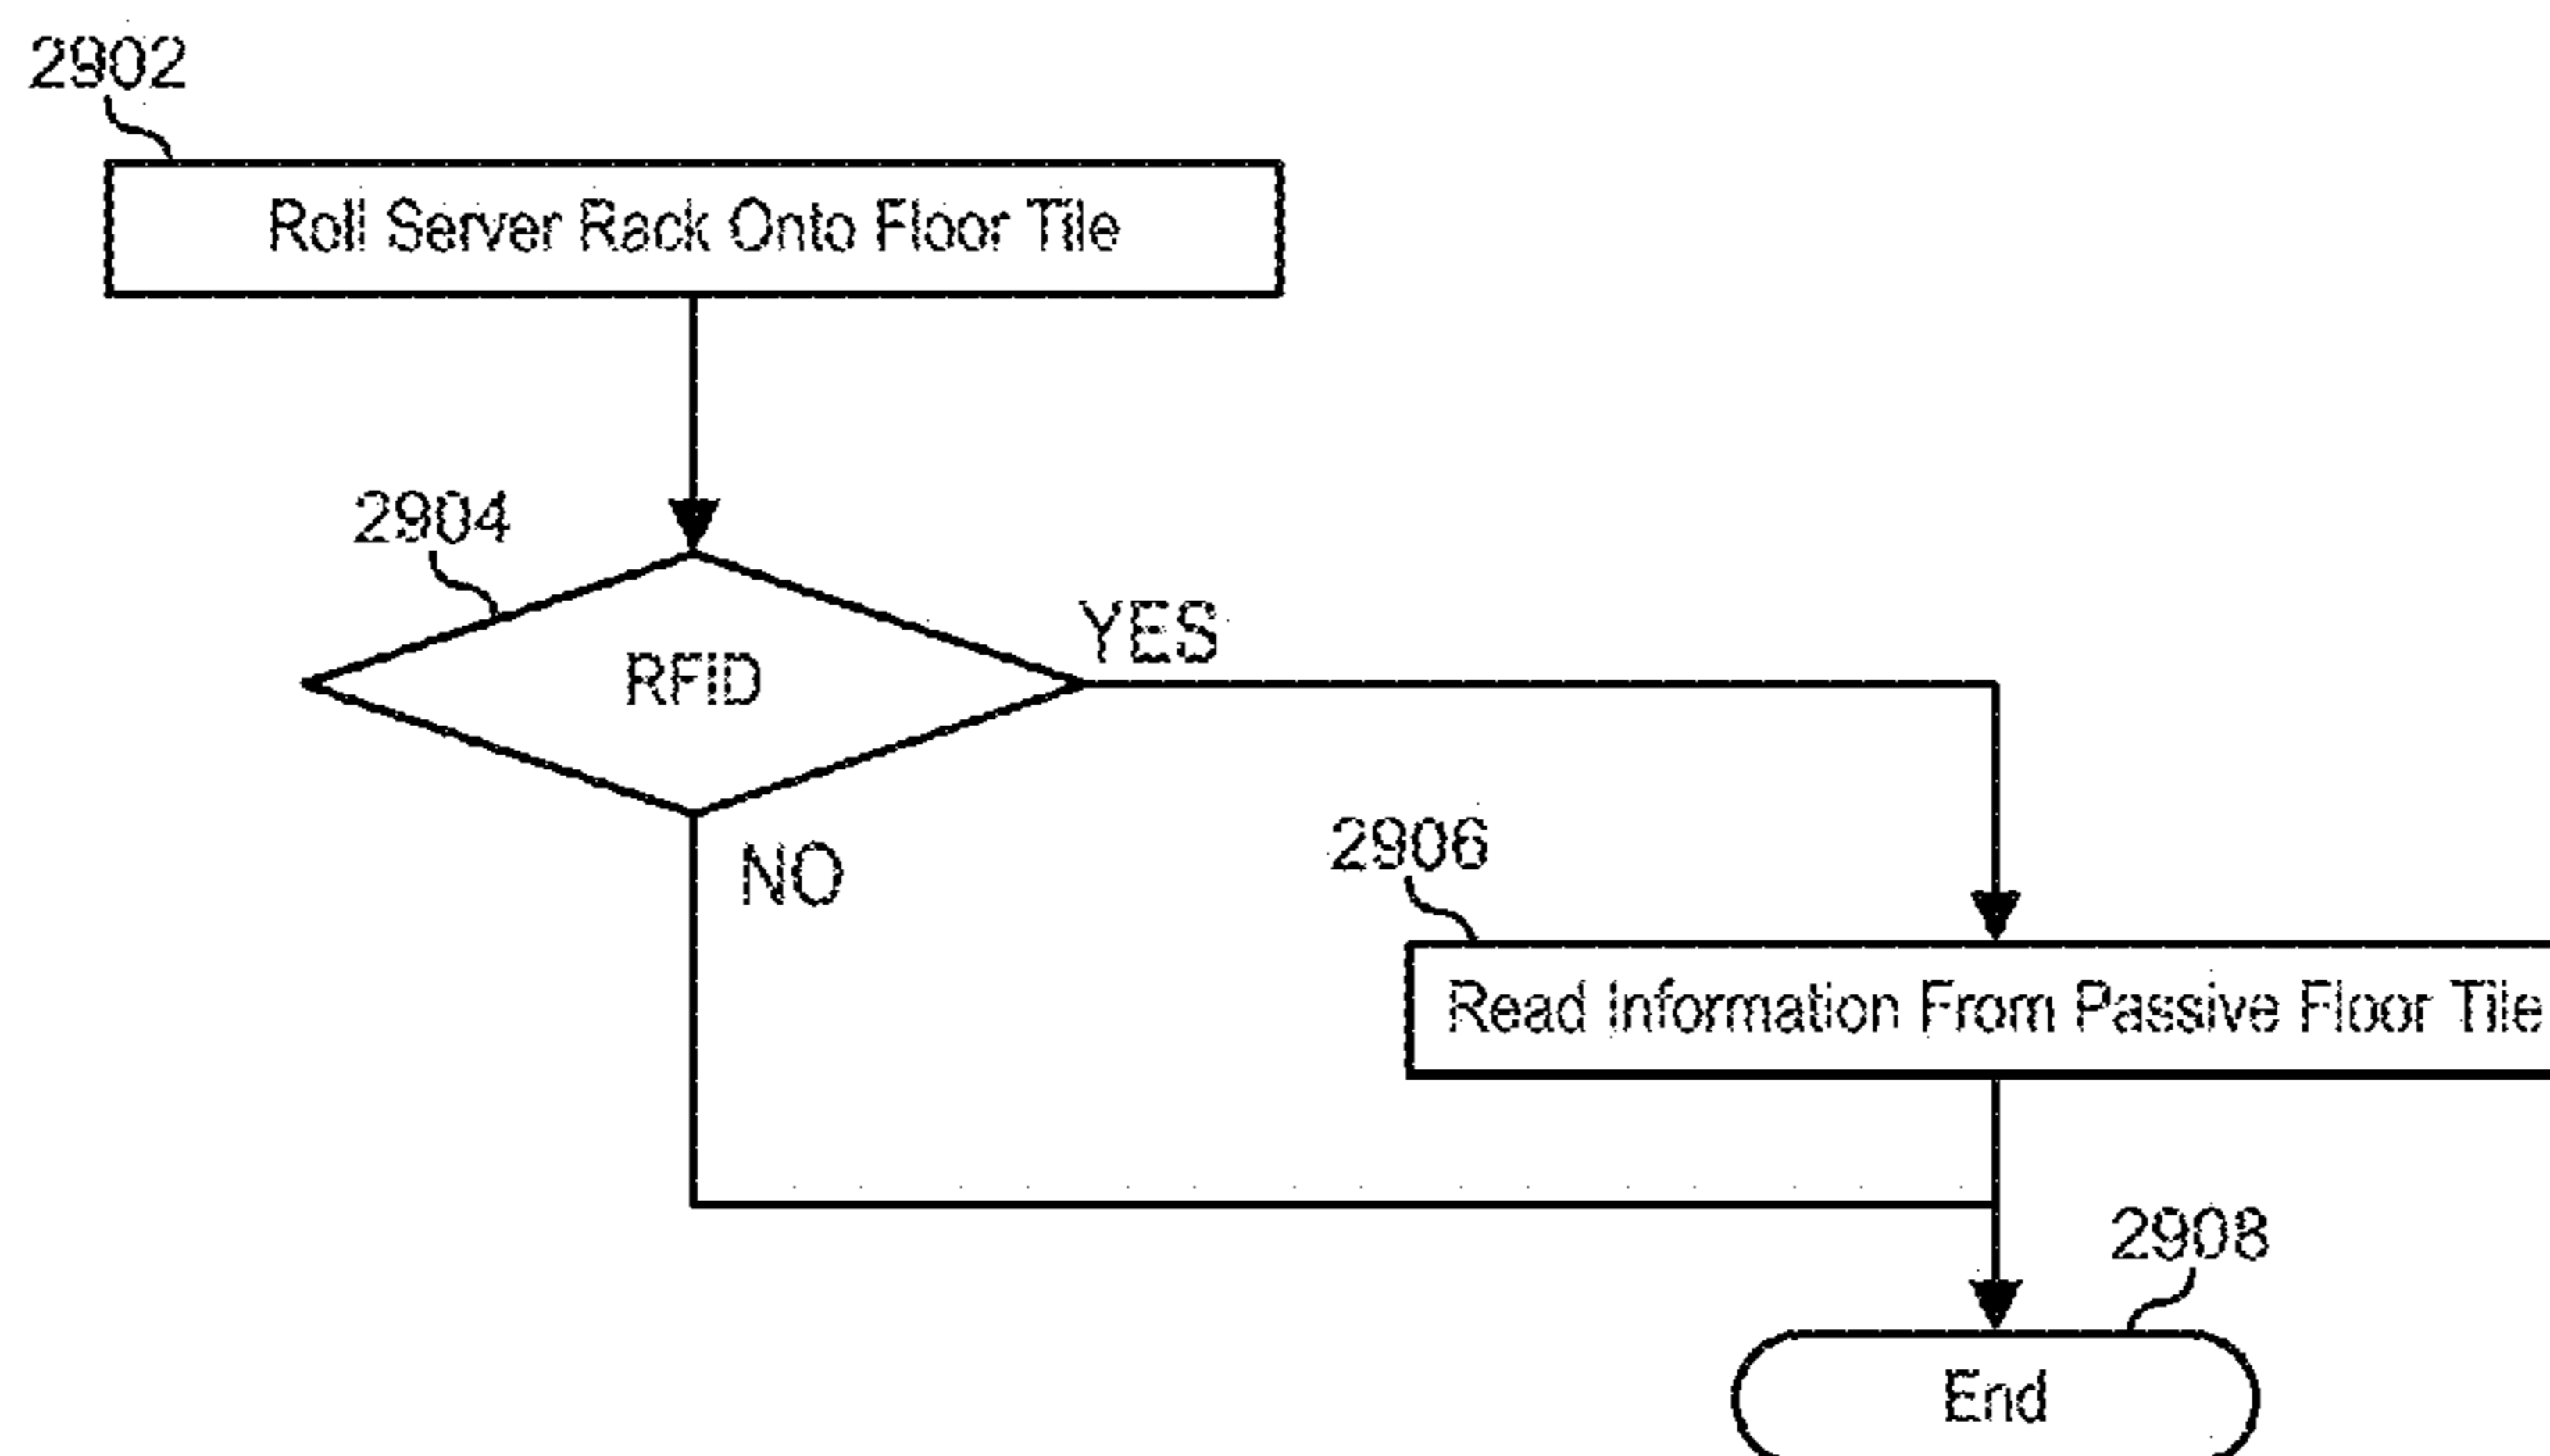 2902
Roll Server Rack Onto Floor Tile
2904
RFID
YES
NO
2906
Read Information From Passive Floor Tile
2908
End